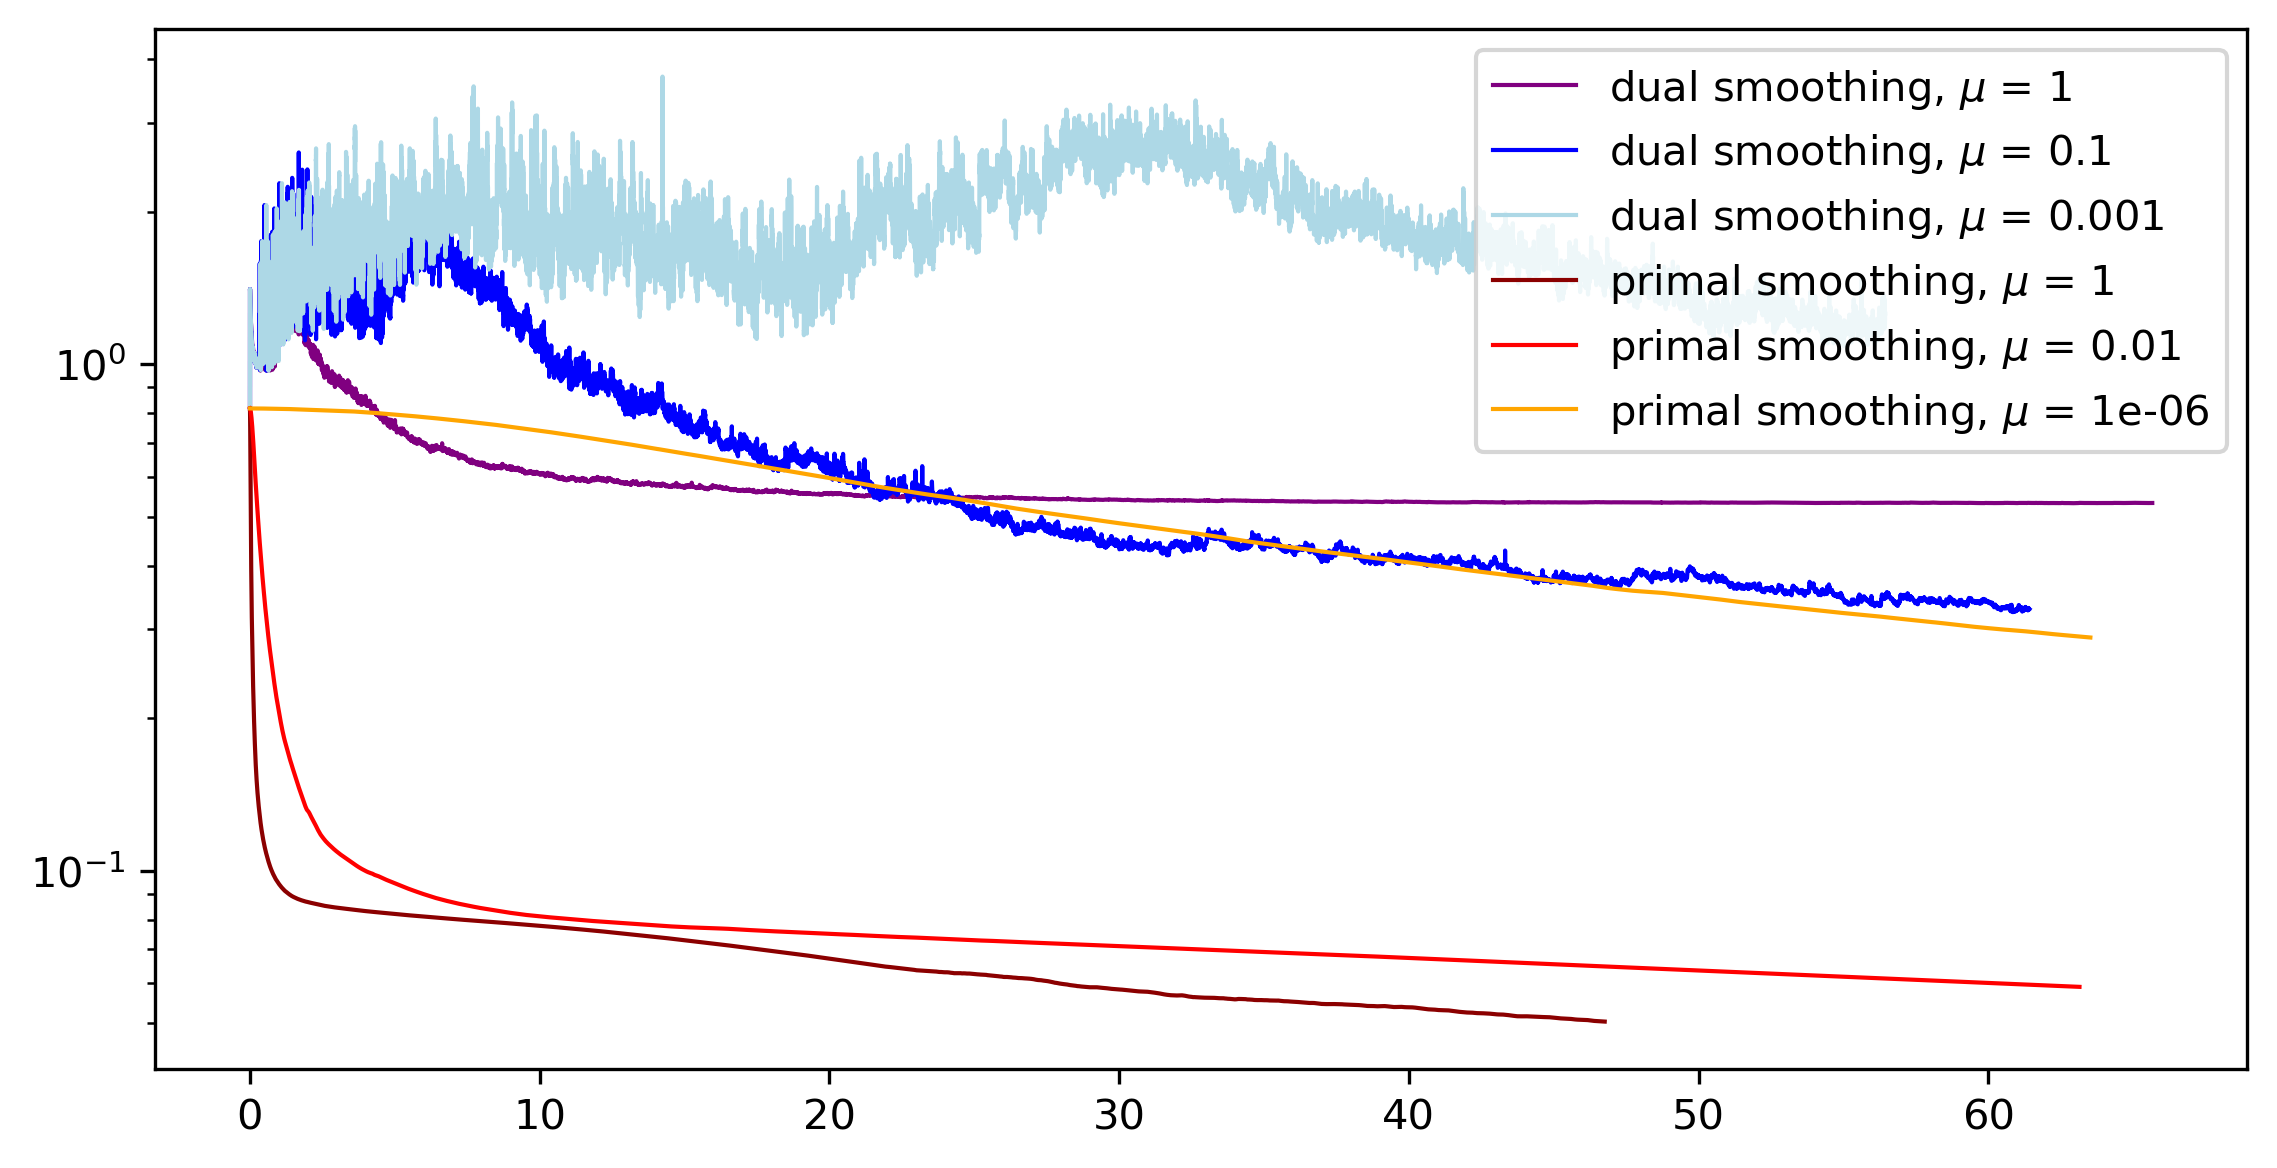 dual smoothing, μ = 1
dual smoothing, μ = 0.1
dual smoothing, μ = 0.001
primal smoothing, μ = 1
primal smoothing, μ = 0.01
primal smoothing, μ = 1e-06
10⁰
10⁻¹
0 10 20 30 40 50 60